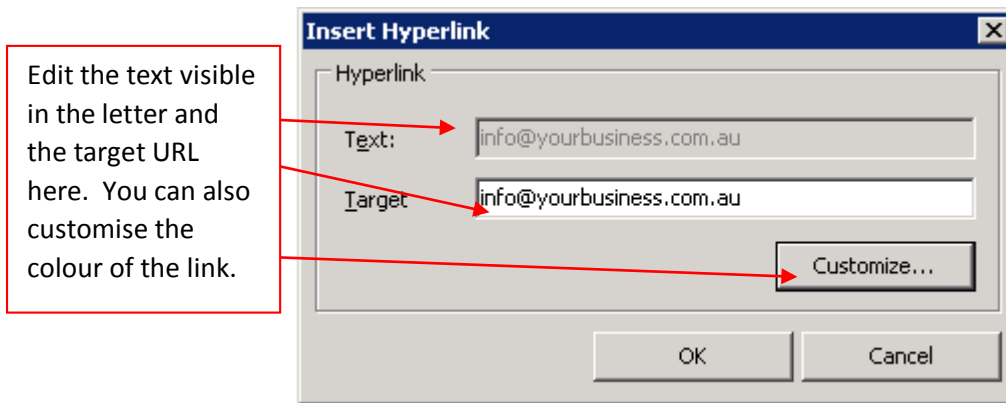 Insert Hyperlink
Edit the text visible
in the letter and
the target URL
here.  You can also
customise the
colour of the link.
Hyperlink
Text:
info@yourbusiness.com.au
Target
info@yourbusiness.com.au
Customize...
OK
Cancel